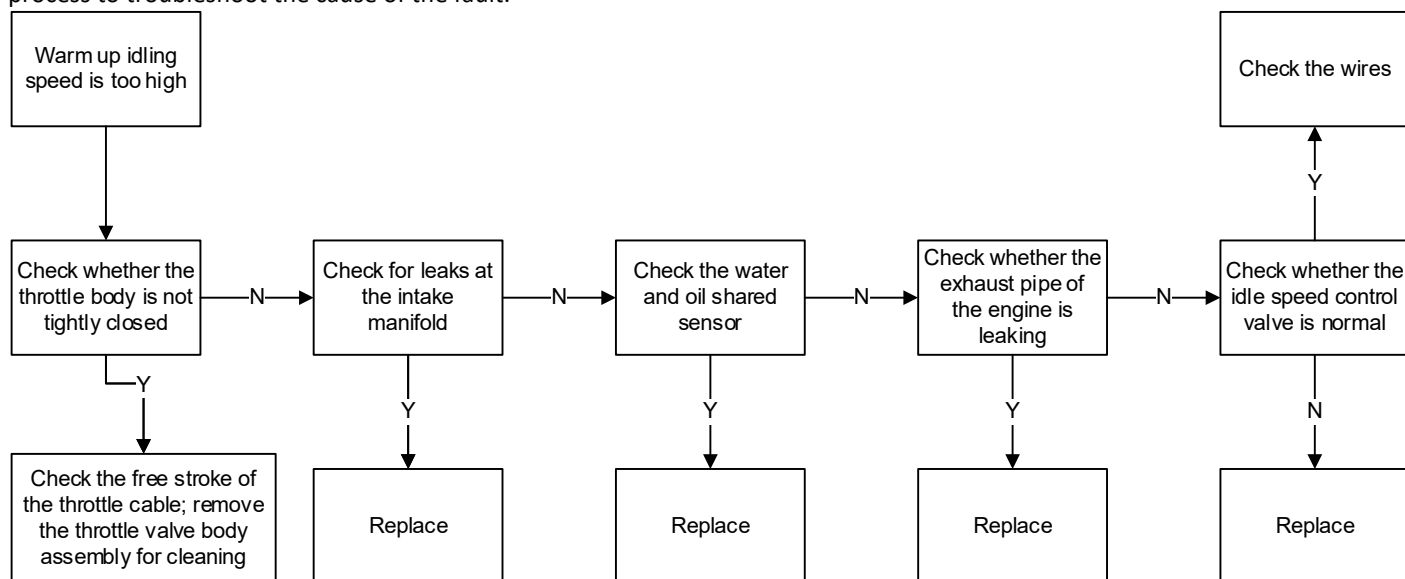 process to troubleshoot the cause of the fault.
Warm up idling
speed is too high
Check the wires
Y
Check whether the
throttle body is not
tightly closed
N
Check for leaks at
the intake
manifold
N
Check the water
and oil shared
sensor
N
Check whether the
exhaust pipe of
the engine is
leaking
N
Check whether the
idle speed control
valve is normal
Y
Y
Y
Y
N
Check the free stroke of
the throttle cable; remove
the throttle valve body
assembly for cleaning
Replace
Replace
Replace
Replace